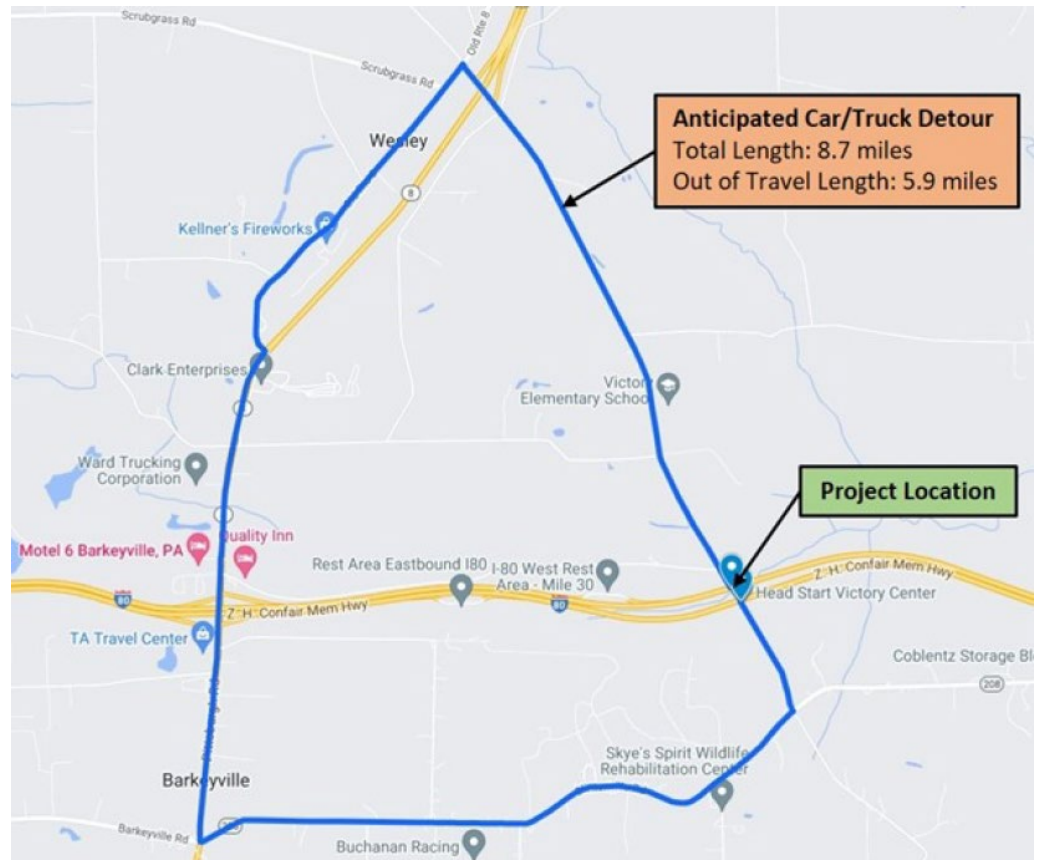 Scrubgrass Rd
Old Rte 8
Scrubgrass Rd
Anticipated Car/Truck Detour
Total Length: 8.7 miles
Out of Travel Length: 5.9 miles
Wesley
8
Kellner's Fireworks
Clark Enterprises
Victory
Elementary School
Ward Trucking
Corporation
Project Location
Motel 6 Barkeyville, PA
Quality Inn
Rest Area Eastbound I80
I-80 West Rest
Area - Mile 30
Z. H. Confair Mem Hwy
80
Z. H. Confair Mem Hwy
80
Head Start Victory Center
TA Travel Center
Coblentz Storage Bl
208
Pittsburgh Rd
Skye's Spirit Wildlife
Rehabilitation Center
Barkeyville
Barkeyville Rd
208
Buchanan Racing